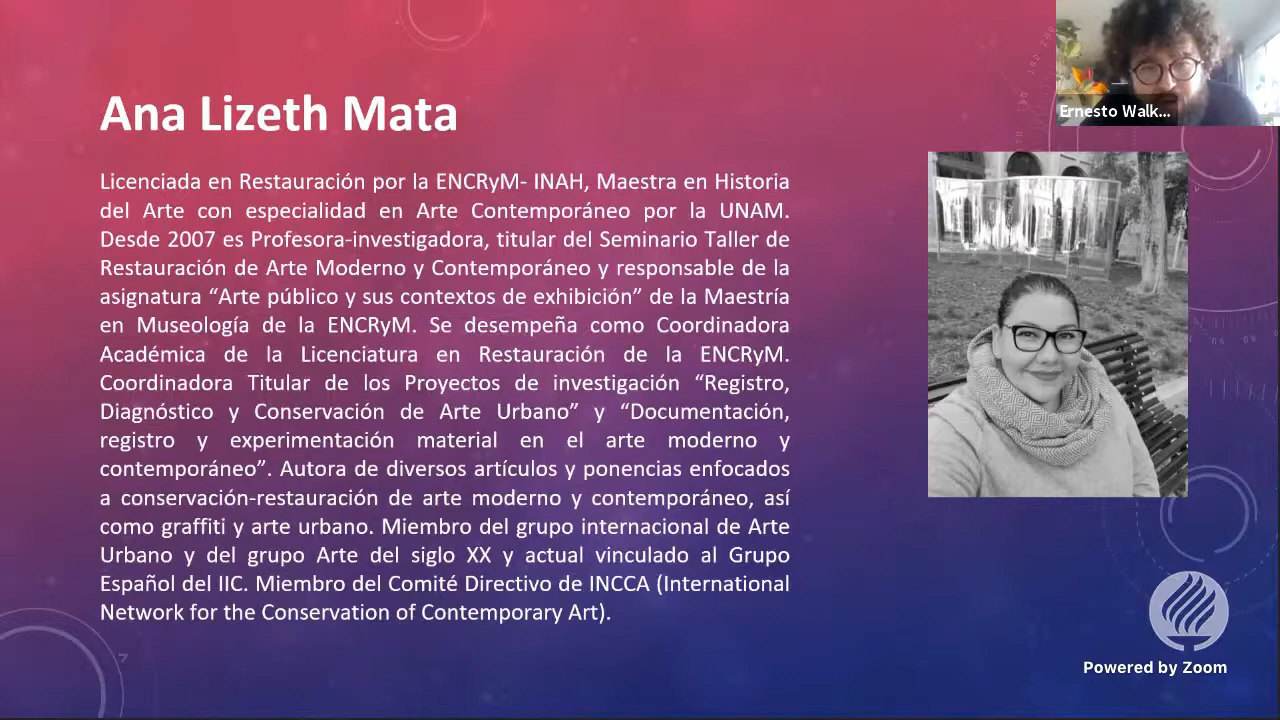 Ana Lizeth Mata
Licenciada en Restauración por la ENCRyM- INAH, Maestra en Historia
del Arte con especialidad en Arte Contemporáneo por la UNAM.
Desde 2007 es Profesora-investigadora, titular del Seminario Taller de
Restauración de Arte Moderno y Contemporáneo y responsable de la
asignatura “Arte público y sus contextos de exhibición” de la Maestría
en Museología de la ENCRyM. Se desempeña como Coordinadora
Académica de la Licenciatura en Restauración de la ENCRyM.
Coordinadora Titular de los Proyectos de investigación “Registro,
Diagnóstico y Conservación de Arte Urbano” y “Documentación,
registro y experimentación material en el arte moderno y
contemporáneo”. Autora de diversos artículos y ponencias enfocados
a conservación-restauración de arte moderno y contemporáneo, así
como graffiti y arte urbano. Miembro del grupo internacional de Arte
Urbano y del grupo Arte del siglo XX y actual vinculado al Grupo
Español del IIC. Miembro del Comité Directivo de INCCA (International
Network for the Conservation of Contemporary Art).
Ernesto Walk...
Powered by Zoom